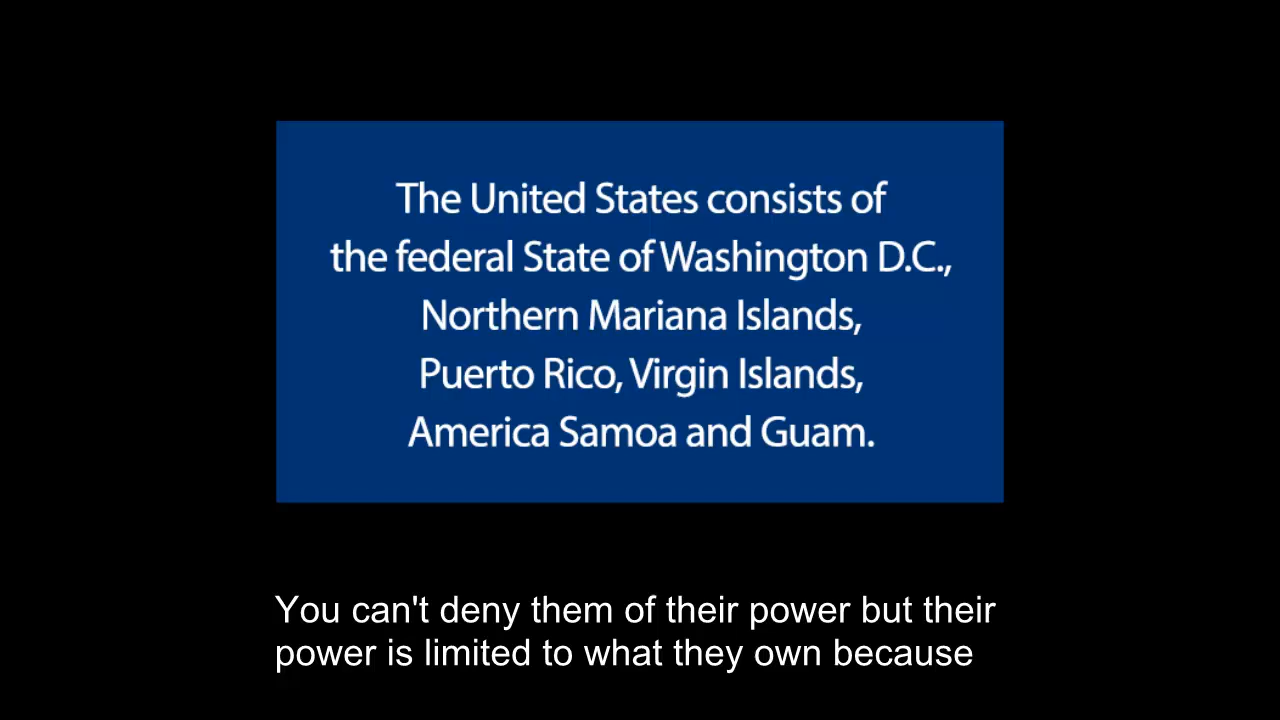 The United States consists of
the federal State of Washington D.C.,
Northern Mariana Islands,
Puerto Rico, Virgin Islands,
America Samoa and Guam.
You can't deny them of their power but their
power is limited to what they own because